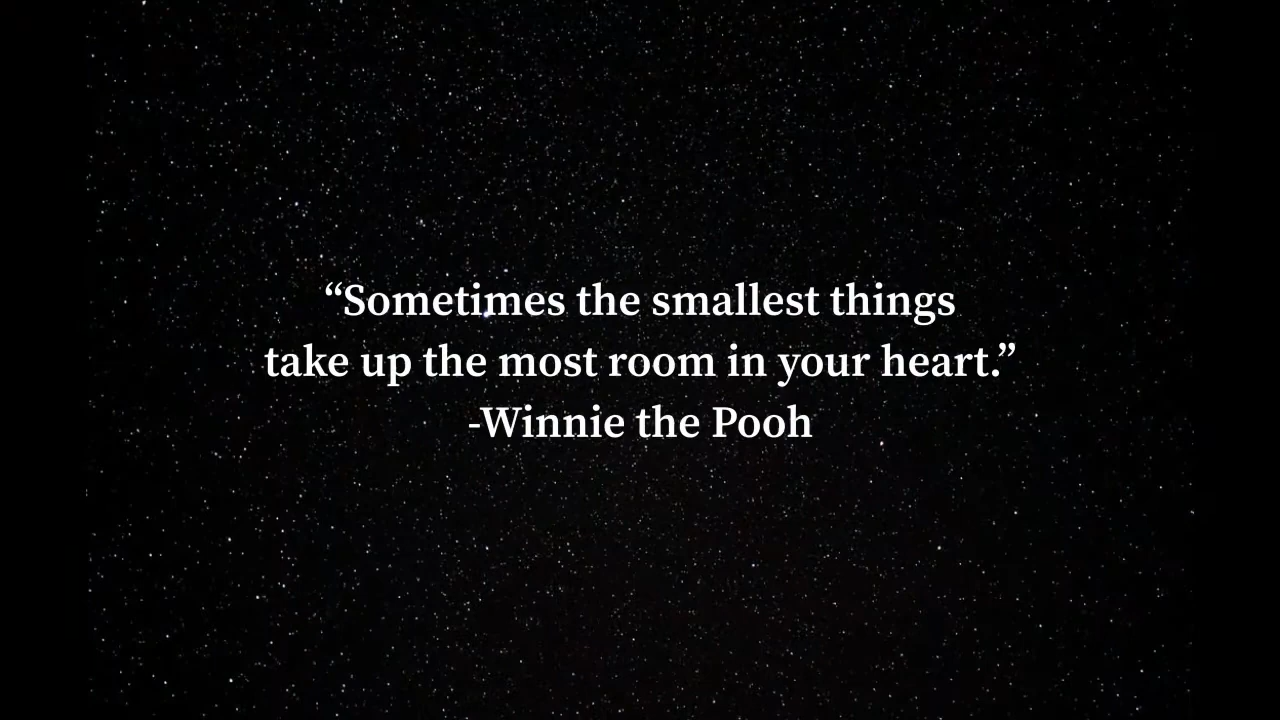 “Sometimes the smallest things
take up the most room in your heart.”
-Winnie the Pooh